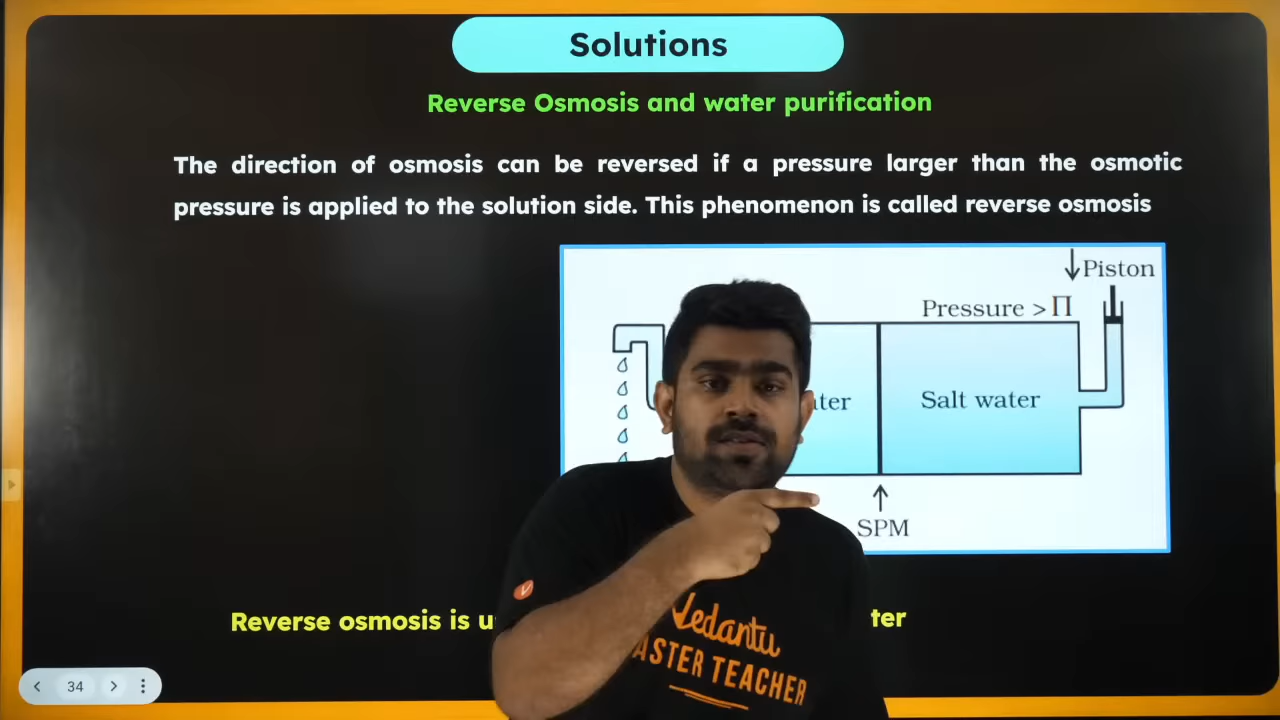 Solutions
Reverse Osmosis and water purification
The direction of osmosis can be reversed if a pressure larger than the osmotic
pressure is applied to the solution side. This phenomenon is called reverse osmosis
Piston
Pressure > Π
Salt water
SPM
Reverse osmosis is
Vedantu
MASTER TEACHER
34